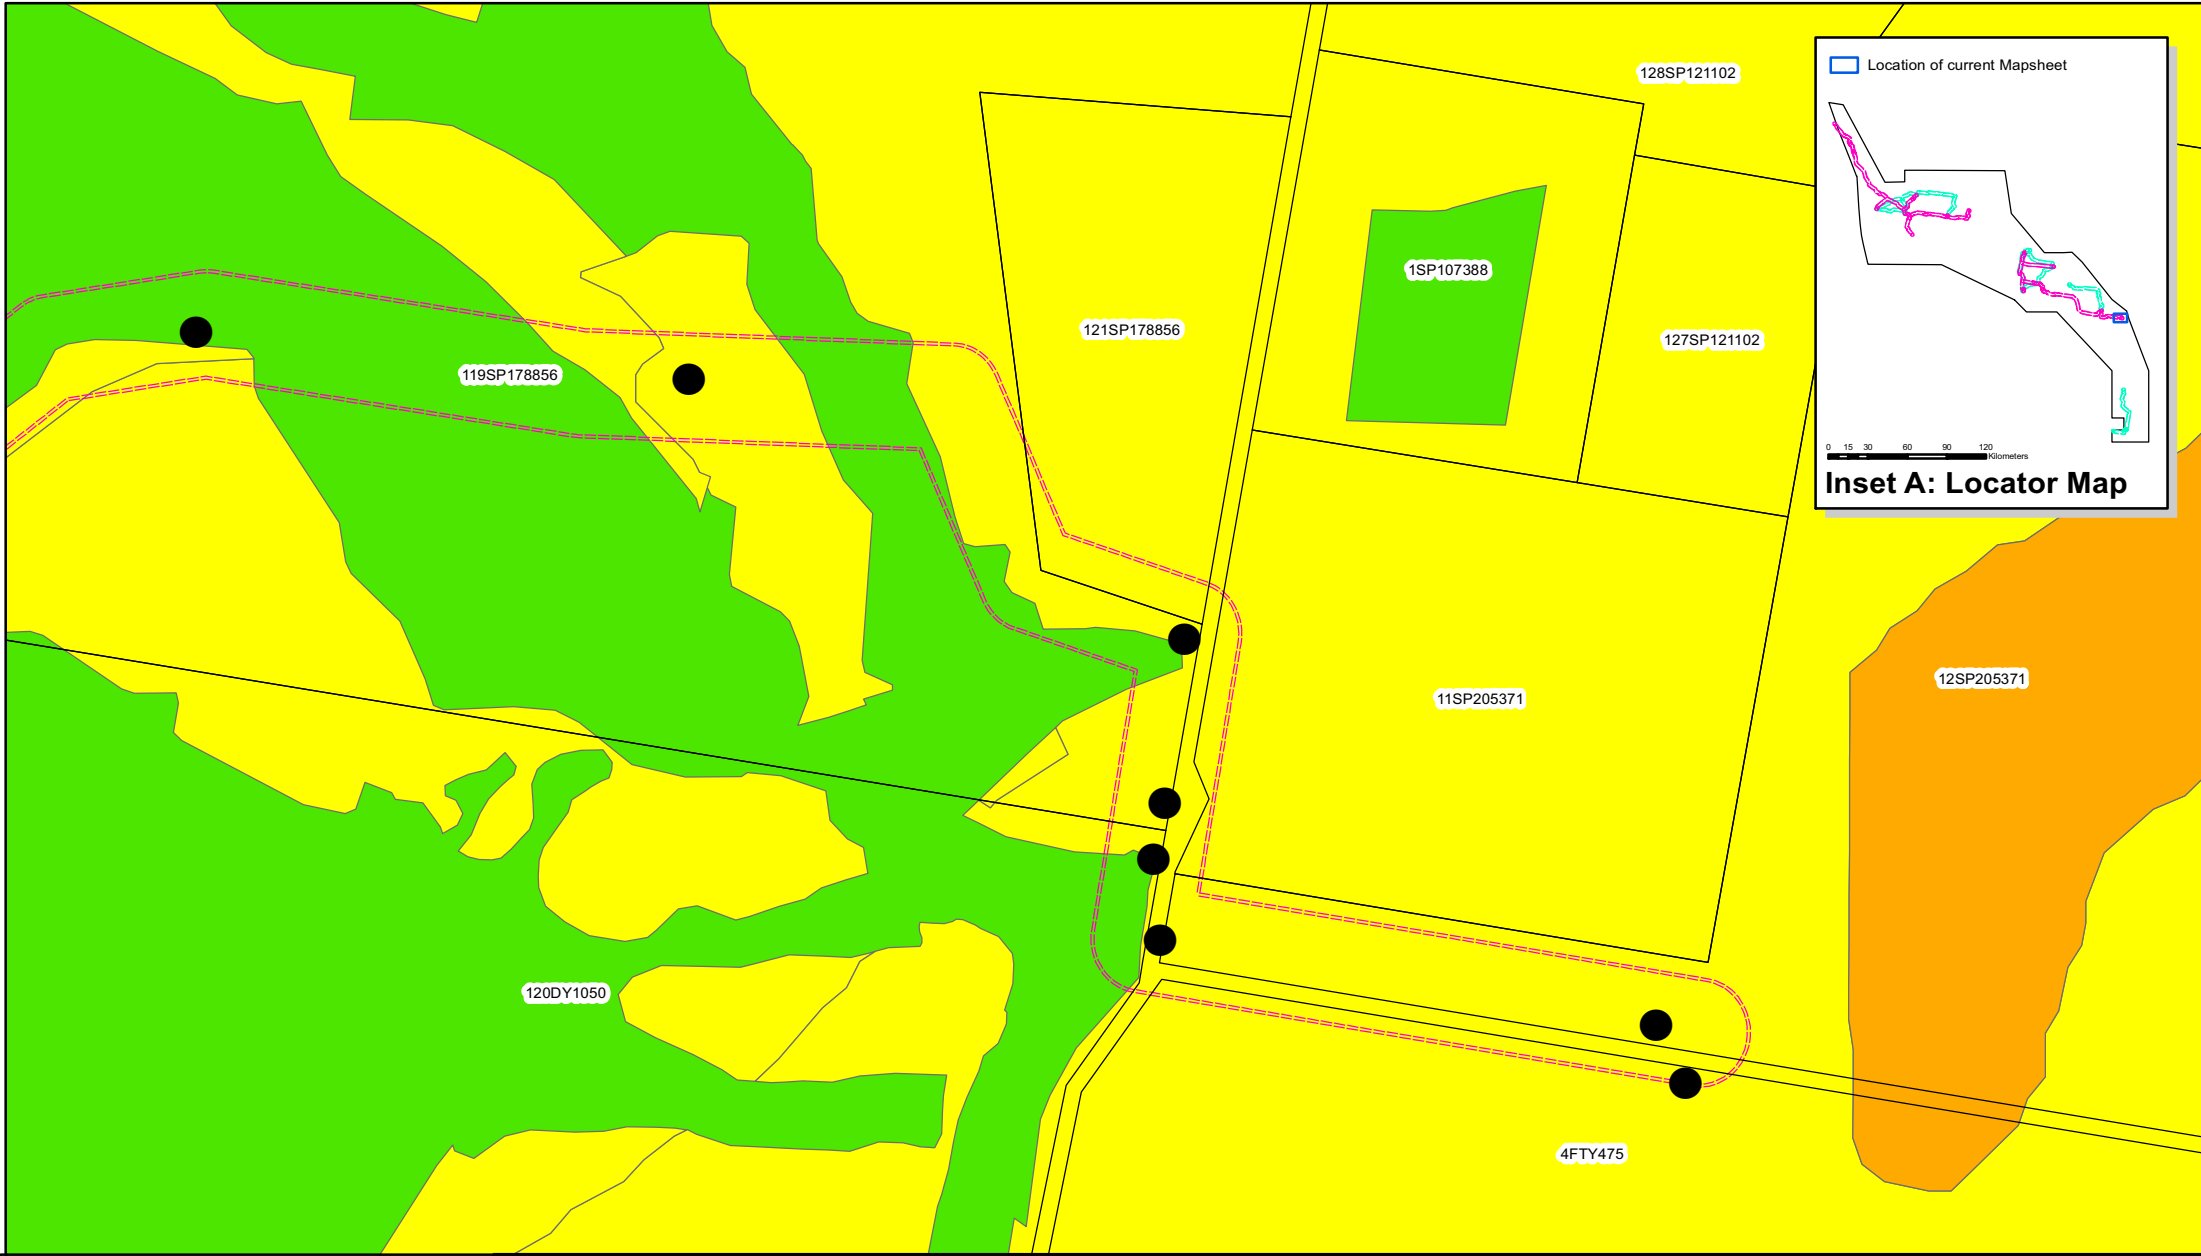 128SP121102
Location of current Mapsheet
1SP107388
121SP178856
127SP121102
119SP178856
0 15 30 60 90 120
Kilometers
Inset A: Locator Map
12SP205371
11SP205371
120DY1050
4FTY475